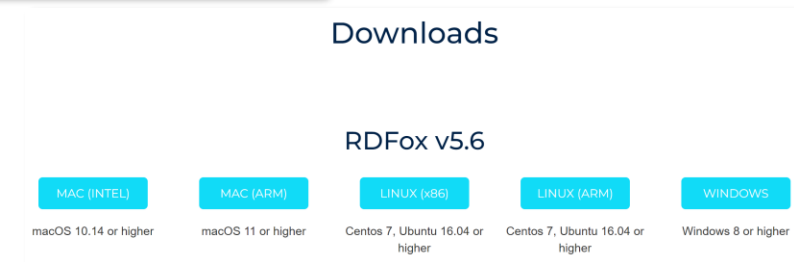 Downloads
RDFox v5.6
MAC (INTEL)
MAC (ARM)
LINUX (x86)
LINUX (ARM)
WINDOWS
macOS 10.14 or higher
macOS 11 or higher
Centos 7, Ubuntu 16.04 or
higher
Centos 7, Ubuntu 16.04 or
higher
Windows 8 or higher